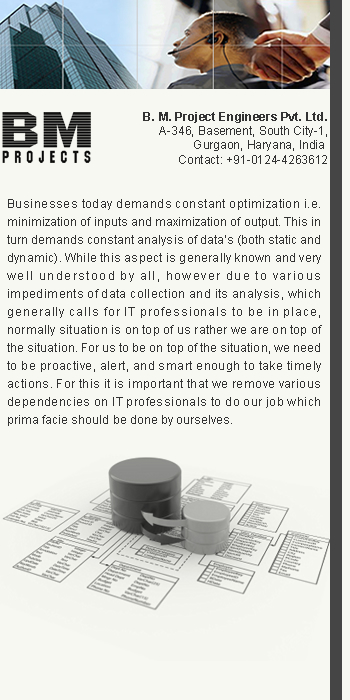 BM
PROJECTS
B. M. Project Engineers Pvt. Ltd.
A-346, Basement, South City-1,
Gurgaon, Haryana, India
Contact: +91-0124-4263612
Businesses today demands constant optimization i.e.
minimization of inputs and maximization of output. This in
turn demands constant analysis of data's (both static and
dynamic). While this aspect is generally known and very
well understood by all, however due to various
impediments of data collection and its analysis, which
generally calls for IT professionals to be in place,
normally situation is on top of us rather we are on top of
the situation. For us to be on top of the situation, we need
to be proactive, alert, and smart enough to take timely
actions. For this it is important that we remove various
dependencies on IT professionals to do our job which
prima facie should be done by ourselves.